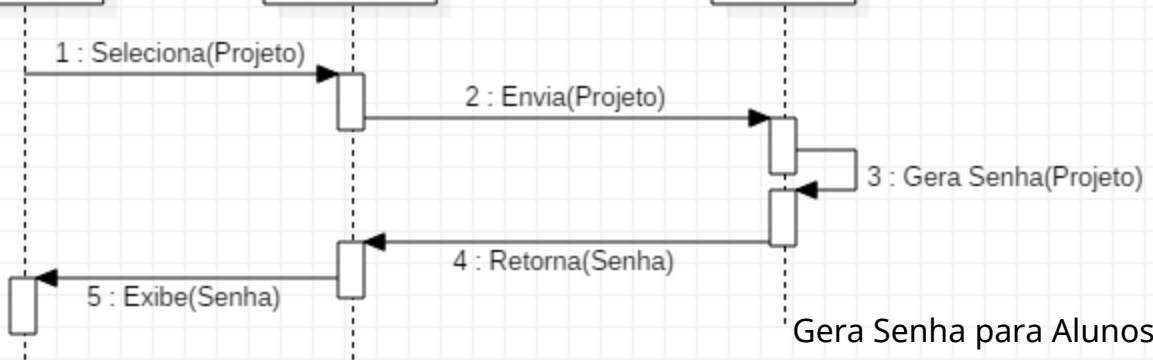 1 : Seleciona(Projeto)
2 : Envia(Projeto)
3 : Gera Senha(Projeto)
4 : Retorna(Senha)
5 : Exibe(Senha)
Gera Senha para Alunos